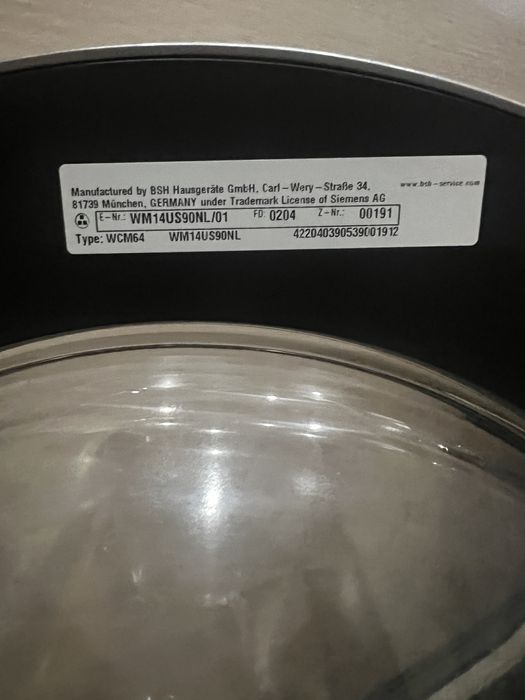 Manufactured by BSH Hausgeräte GmbH, Carl-Wery-Straße 34, www.bsh-service.com
81739 München, GERMANY under Trademark License of Siemens AG
E-Nr.: WM14US90NL/01 FD: 0204 Z-Nr.: 00191
Type: WCM64 WM14US90NL 422040390539001912